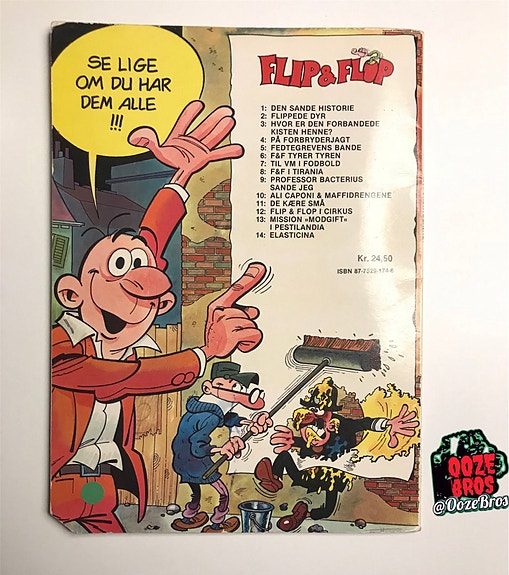 SE LIGE
OM DU HAR
DEM ALLE
!!!
FLIP & FLOP
1: DEN SANDE HISTORIE
2: FLIPPEDE DYR
3: HVOR ER DEN FORBANDEDE
KISTEN HENNE?
4: PÅ FORBRYDERJAGT
5: FEDTEGREVENS BANDE
6: F&F TYRER TYREN
7: TIL VM I FODBOLD
8: F&F I TIRANIA
9: PROFESSOR BACTERIUS
SANDE JEG
10: ALI CAPONI & MAFFIDRENGENE
11: DE KÆRE SMÅ
12: FLIP & FLOP I CIRKUS
13: MISSION »MODGIFT«
I PESTILANDIA
14: ELASTICINA
Kr. 24,50
ISBN
OOZE
BROS
@OozeBros